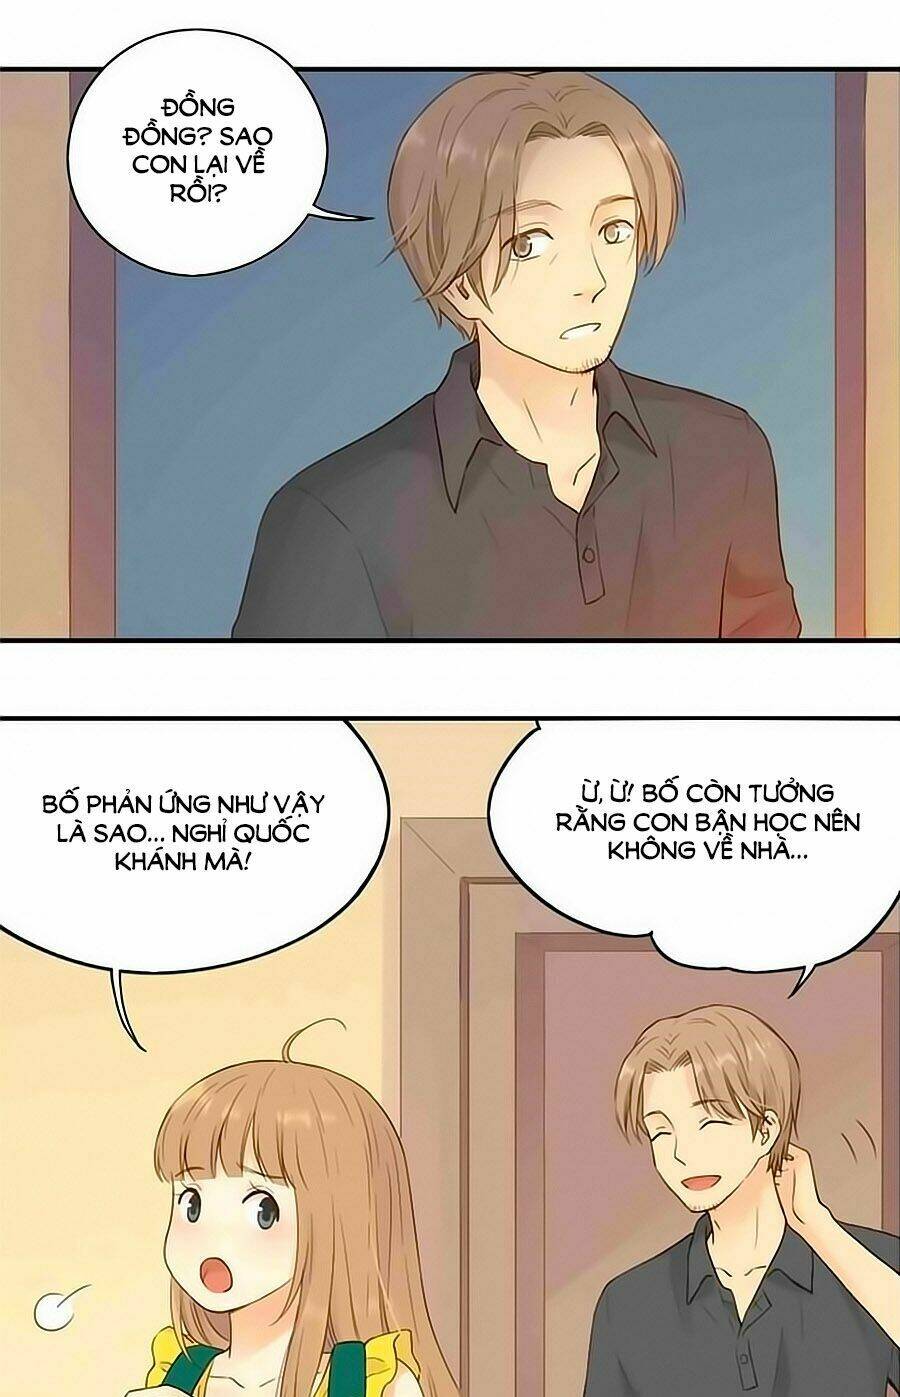 ĐỒNG
ĐỒNG? SAO
CON LẠI VỀ
RỒI?
BỐ PHẢN ỨNG NHƯ VẬY
LÀ SAO... NGHỈ QUỐC
KHÁNH MÀ!
Ừ, Ừ! BỐ CÒN TƯỞNG
RẰNG CON BẬN HỌC NÊN
KHÔNG VỀ NHÀ...